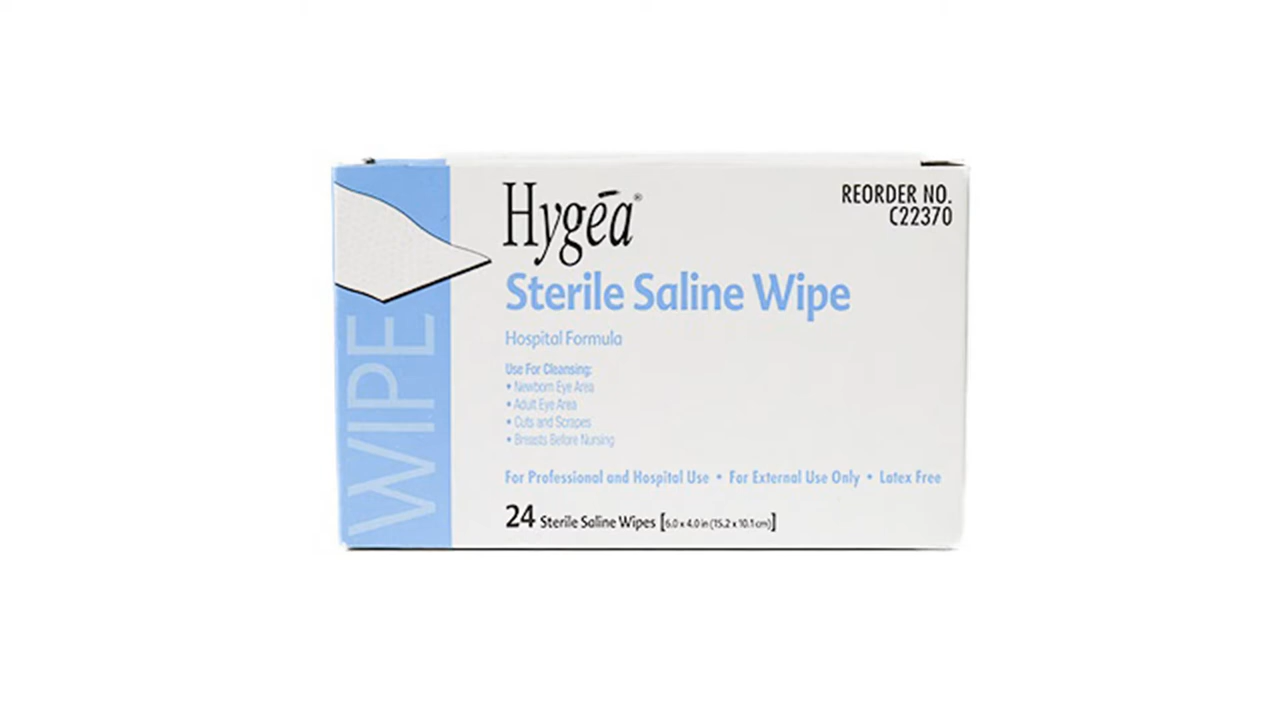 WIPE
Hygēa®
REORDER NO.
C22370
Sterile Saline Wipe
Hospital Formula
Use For Cleansing:
• Newborn Eye Area
• Adult Eye Area
• Cuts and Scrapes
• Breasts Before Nursing
For Professional and Hospital Use • For External Use Only • Latex Free
24 Sterile Saline Wipes [6.0 x 4.0 in (15.2 x 10.1 cm)]